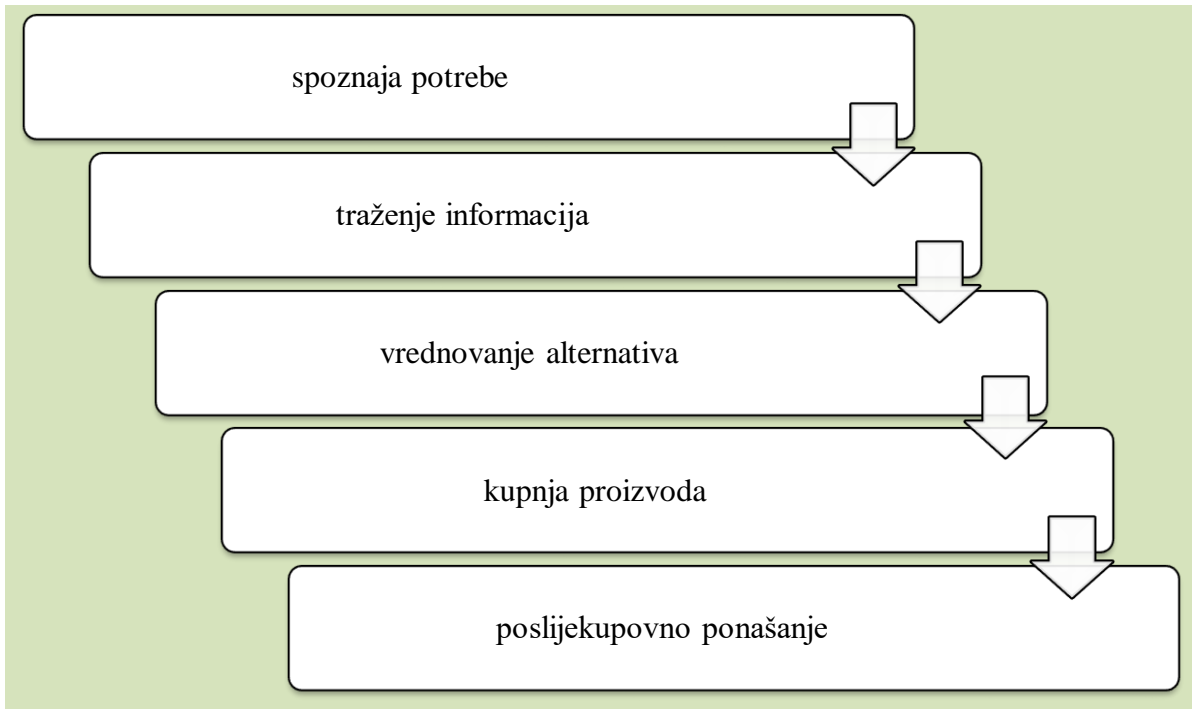 spoznaja potrebe
traženje informacija
vrednovanje alternativa
kupnja proizvoda
poslijekupovno ponašanje